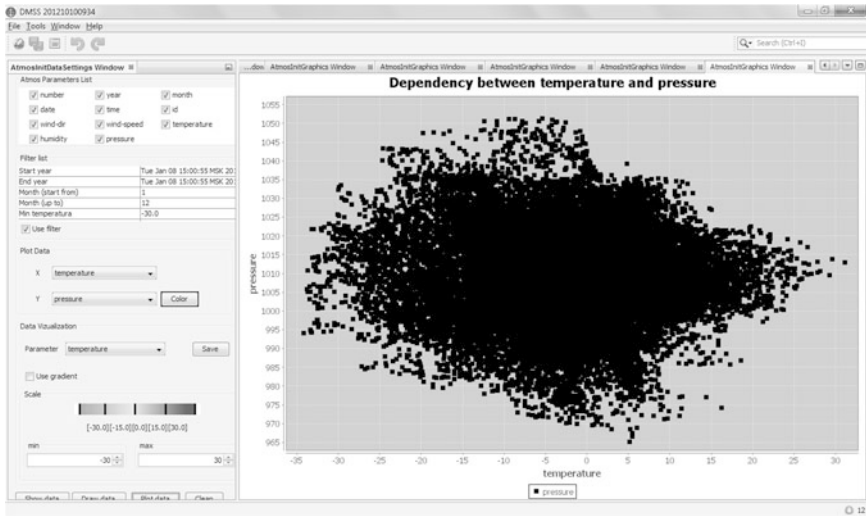 DMSS 201210100934
File Tools Window Help
Search (Ctrl+I)
AtmosInitDataSettings Window
Atmos Parameters List
number year month
date time id
wind-dir wind-speed temperature
humidity pressure
Filter list
Start year Tue Jan 08 15:00:55 MSK 20
End year Tue Jan 08 15:00:55 MSK 20
Month (start from) 1
Month (up to) 12
Min temperatura -30.0
Use filter
Plot Data
X temperature
Y pressure Color
Data Vizualization
Parameter temperature Save
Use gradient
Scale
[-30.0][-15.0][0.0][15.0][30.0]
min max
-30 30
Show data Draw data Plot data Clean
AtmosInitGraphics Window AtmosInitGraphics Window AtmosInitGraphics Window AtmosInitGraphics Window
Dependency between temperature and pressure
pressure
1055
1050
1045
1040
1035
1030
1025
1020
1015
1010
1005
1000
995
990
985
980
975
970
965
-35 -30 -25 -20 -15 -10 -5 0 5 10 15 20 25 30
temperature
pressure